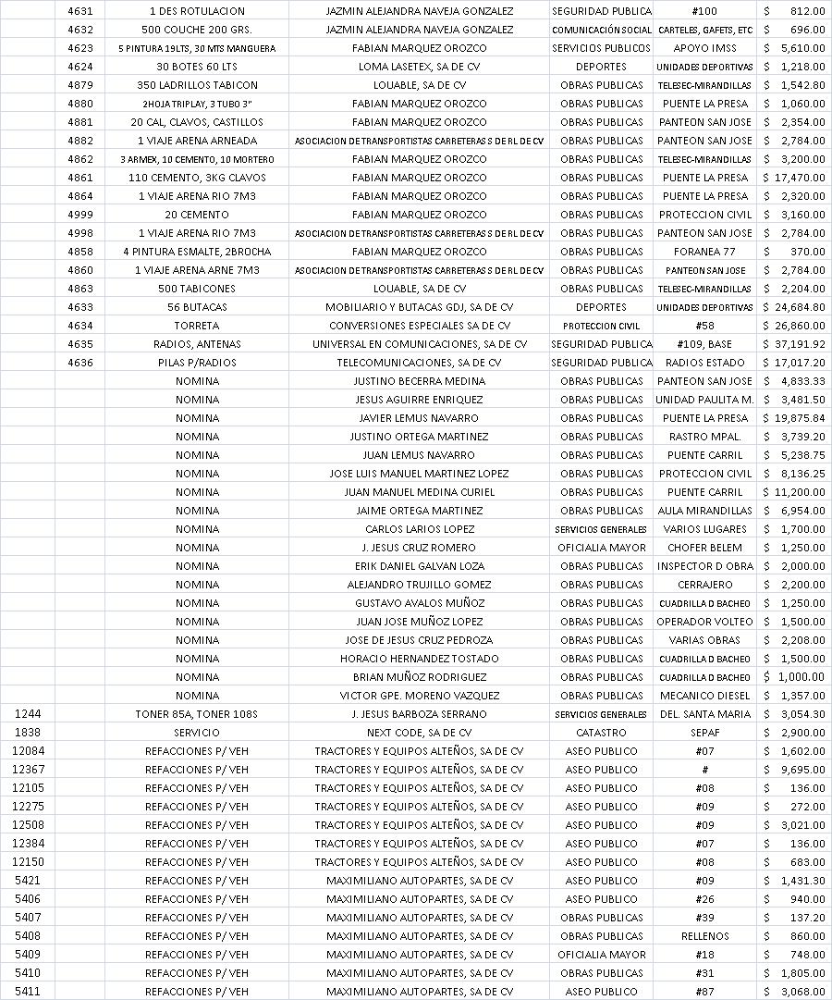 4631 1 DES ROTULACION JAZMIN ALEJANDRA NAVEJA GONZALEZ SEGURIDAD PUBLICA #100 $ 812.00
4632 500 COUCHE 200 GRS. JAZMIN ALEJANDRA NAVEJA GONZALEZ COMUNICACIÓN SOCIAL CARTELES, GAFETS, ETC $ 696.00
4623 5 PINTURA 19LTS, 30 MTS MANGUERA FABIAN MARQUEZ OROZCO SERVICIOS PUBLICOS APOYO IMSS $ 5,610.00
4624 30 BOTES 60 LTS LOMA LASETEX, SA DE CV DEPORTES UNIDADES DEPORTIVAS $ 1,218.00
4879 350 LADRILLOS TABICON LOUABLE, SA DE CV OBRAS PUBLICAS TELESEC-MIRANDILLAS $ 1,542.80
4880 2HOJA TRIPLAY, 3 TUBO 3" FABIAN MARQUEZ OROZCO OBRAS PUBLICAS PUENTE LA PRESA $ 1,060.00
4881 20 CAL, CLAVOS, CASTILLOS FABIAN MARQUEZ OROZCO OBRAS PUBLICAS PANTEON SAN JOSE $ 2,354.00
4882 1 VIAJE ARENA ARNEADA ASOCIACION DE TRANSPORTISTAS CARRETERAS S DE RL DE CV OBRAS PUBLICAS PANTEON SAN JOSE $ 2,784.00
4862 3 ARMEX, 10 CEMENTO, 10 MORTERO FABIAN MARQUEZ OROZCO OBRAS PUBLICAS TELESEC-MIRANDILLAS $ 3,200.00
4861 110 CEMENTO, 3KG CLAVOS FABIAN MARQUEZ OROZCO OBRAS PUBLICAS PUENTE LA PRESA $ 17,470.00
4864 1 VIAJE ARENA RIO 7M3 FABIAN MARQUEZ OROZCO OBRAS PUBLICAS PUENTE LA PRESA $ 2,320.00
4999 20 CEMENTO FABIAN MARQUEZ OROZCO OBRAS PUBLICAS PROTECCION CIVIL $ 3,160.00
4998 1 VIAJE ARENA RIO 7M3 ASOCIACION DE TRANSPORTISTAS CARRETERAS S DE RL DE CV OBRAS PUBLICAS PANTEON SAN JOSE $ 2,784.00
4858 4 PINTURA ESMALTE, 2BROCHA FABIAN MARQUEZ OROZCO OBRAS PUBLICAS FORANEA 77 $ 370.00
4860 1 VIAJE ARENA ARNE 7M3 ASOCIACION DE TRANSPORTISTAS CARRETERAS S DE RL DE CV OBRAS PUBLICAS PANTEON SAN JOSE $ 2,784.00
4863 500 TABICONES LOUABLE, SA DE CV OBRAS PUBLICAS TELESEC-MIRANDILLAS $ 2,204.00
4633 56 BUTACAS MOBILIARIO Y BUTACAS GDJ, SA DE CV DEPORTES UNIDADES DEPORTIVAS $ 24,684.80
4634 TORRETA CONVERSIONES ESPECIALES SA DE CV PROTECCION CIVIL #58 $ 26,860.00
4635 RADIOS, ANTENAS UNIVERSAL EN COMUNICACIONES, SA DE CV SEGURIDAD PUBLICA #109, BASE $ 37,191.92
4636 PILAS P/RADIOS TELECOMUNICACIONES, SA DE CV SEGURIDAD PUBLICA RADIOS ESTADO $ 17,017.20
NOMINA JUSTINO BECERRA MEDINA OBRAS PUBLICAS PANTEON SAN JOSE $ 4,833.33
NOMINA JESUS AGUIRRE ENRIQUEZ OBRAS PUBLICAS UNIDAD PAULITA M. $ 3,481.50
NOMINA JAVIER LEMUS NAVARRO OBRAS PUBLICAS PUENTE LA PRESA $ 19,875.84
NOMINA JUSTINO ORTEGA MARTINEZ OBRAS PUBLICAS RASTRO MPAL. $ 3,739.20
NOMINA JUAN LEMUS NAVARRO OBRAS PUBLICAS PUENTE CARRIL $ 5,238.75
NOMINA JOSE LUIS MANUEL MARTINEZ LOPEZ OBRAS PUBLICAS PROTECCION CIVIL $ 8,136.25
NOMINA JUAN MANUEL MEDINA CURIEL OBRAS PUBLICAS PUENTE CARRIL $ 11,200.00
NOMINA JAIME ORTEGA MARTINEZ OBRAS PUBLICAS AULA MIRANDILLAS $ 6,954.00
NOMINA CARLOS LARIOS LOPEZ SERVICIOS GENERALES VARIOS LUGARES $ 1,700.00
NOMINA J. JESUS CRUZ ROMERO OFICIALIA MAYOR CHOFER BELEM $ 1,250.00
NOMINA ERIK DANIEL GALVAN LOZA OBRAS PUBLICAS INSPECTOR D OBRA $ 2,000.00
NOMINA ALEJANDRO TRUJILLO GOMEZ OBRAS PUBLICAS CERRAJERO $ 2,200.00
NOMINA GUSTAVO AVALOS MUÑOZ OBRAS PUBLICAS CUADRILLA D BACHEO $ 1,250.00
NOMINA JUAN JOSE MUÑOZ LOPEZ OBRAS PUBLICAS OPERADOR VOLTEO $ 1,500.00
NOMINA JOSE DE JESUS CRUZ PEDROZA OBRAS PUBLICAS VARIAS OBRAS $ 2,208.00
NOMINA HORACIO HERNANDEZ TOSTADO OBRAS PUBLICAS CUADRILLA D BACHEO $ 1,500.00
NOMINA BRIAN MUÑOZ RODRIGUEZ OBRAS PUBLICAS CUADRILLA D BACHEO $ 1,000.00
NOMINA VICTOR GPE. MORENO VAZQUEZ OBRAS PUBLICAS MECANICO DIESEL $ 1,357.00
1244 TONER 85A, TONER 108S J. JESUS BARBOZA SERRANO SERVICIOS GENERALES DEL. SANTA MARIA $ 3,054.30
1838 SERVICIO NEXT CODE, SA DE CV CATASTRO SEPAF $ 2,900.00
12084 REFACCIONES P/ VEH TRACTORES Y EQUIPOS ALTEÑOS, SA DE CV ASEO PUBLICO #07 $ 1,602.00
12367 REFACCIONES P/ VEH TRACTORES Y EQUIPOS ALTEÑOS, SA DE CV ASEO PUBLICO # $ 9,695.00
12105 REFACCIONES P/ VEH TRACTORES Y EQUIPOS ALTEÑOS, SA DE CV ASEO PUBLICO #08 $ 136.00
12275 REFACCIONES P/ VEH TRACTORES Y EQUIPOS ALTEÑOS, SA DE CV ASEO PUBLICO #09 $ 272.00
12508 REFACCIONES P/ VEH TRACTORES Y EQUIPOS ALTEÑOS, SA DE CV ASEO PUBLICO #09 $ 3,021.00
12384 REFACCIONES P/ VEH TRACTORES Y EQUIPOS ALTEÑOS, SA DE CV ASEO PUBLICO #07 $ 136.00
12150 REFACCIONES P/ VEH TRACTORES Y EQUIPOS ALTEÑOS, SA DE CV ASEO PUBLICO #08 $ 683.00
5421 REFACCIONES P/ VEH MAXIMILIANO AUTOPARTES, SA DE CV ASEO PUBLICO #09 $ 1,431.30
5406 REFACCIONES P/ VEH MAXIMILIANO AUTOPARTES, SA DE CV ASEO PUBLICO #26 $ 940.00
5407 REFACCIONES P/ VEH MAXIMILIANO AUTOPARTES, SA DE CV OBRAS PUBLICAS #39 $ 137.20
5408 REFACCIONES P/ VEH MAXIMILIANO AUTOPARTES, SA DE CV OBRAS PUBLICAS RELLENOS $ 860.00
5409 REFACCIONES P/ VEH MAXIMILIANO AUTOPARTES, SA DE CV OFICIALIA MAYOR #18 $ 748.00
5410 REFACCIONES P/ VEH MAXIMILIANO AUTOPARTES, SA DE CV OBRAS PUBLICAS #31 $ 1,805.00
5411 REFACCIONES P/ VEH MAXIMILIANO AUTOPARTES, SA DE CV ASEO PUBLICO #87 $ 3,068.00